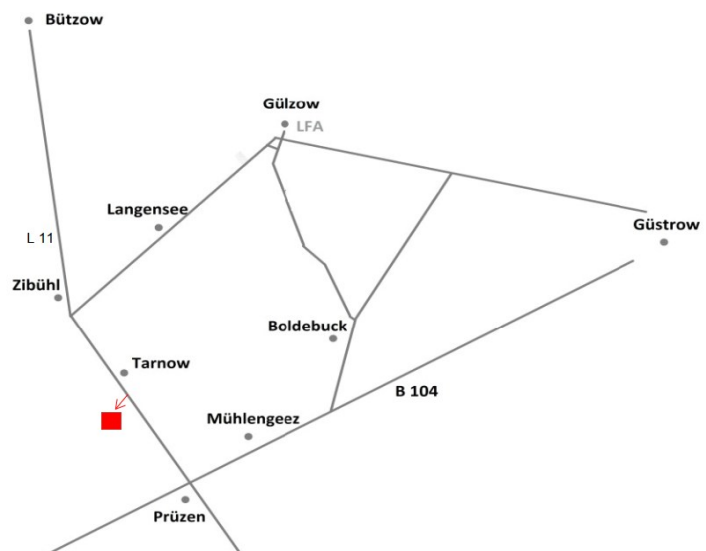 Bützow
Gülzow
LFA
Langensee
Güstrow
L 11
Zibühl
Boldebuck
Tarnow
B 104
Mühlengeez
Prüzen